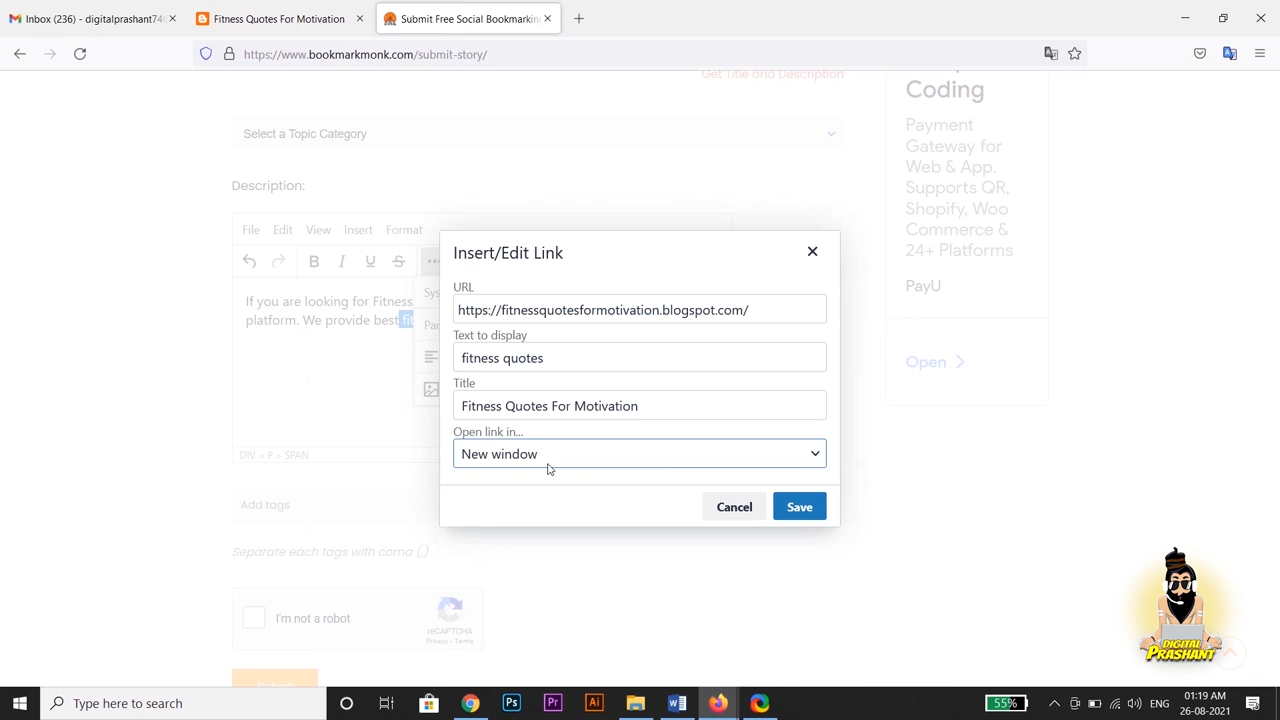 Inbox (236) - digitalprashant74
Fitness Quotes For Motivation
Submit Free Social Bookmarkin
https://www.bookmarkmonk.com/submit-story/
Get Title and Description
Select a Topic Category
Description:
File Edit View Insert Format
B I U S
If you are looking for Fitness
platform. We provide best
Insert/Edit Link
URL
https://fitnessquotesformotivation.blogspot.com/
Text to display
fitness quotes
Title
Fitness Quotes For Motivation
Open link in...
New window
Cancel
Save
DIV » P » SPAN
Add tags
Separate each tags with coma (,)
I'm not a robot
reCAPTCHA
Privacy - Terms
Coding
Payment
Gateway for
Web & App.
Supports QR,
Shopify, Woo
Commerce &
24+ Platforms
PayU
Open
DIGITAL
PRASHANT
Type here to search
55%
ENG
01:19 AM
26-08-2021